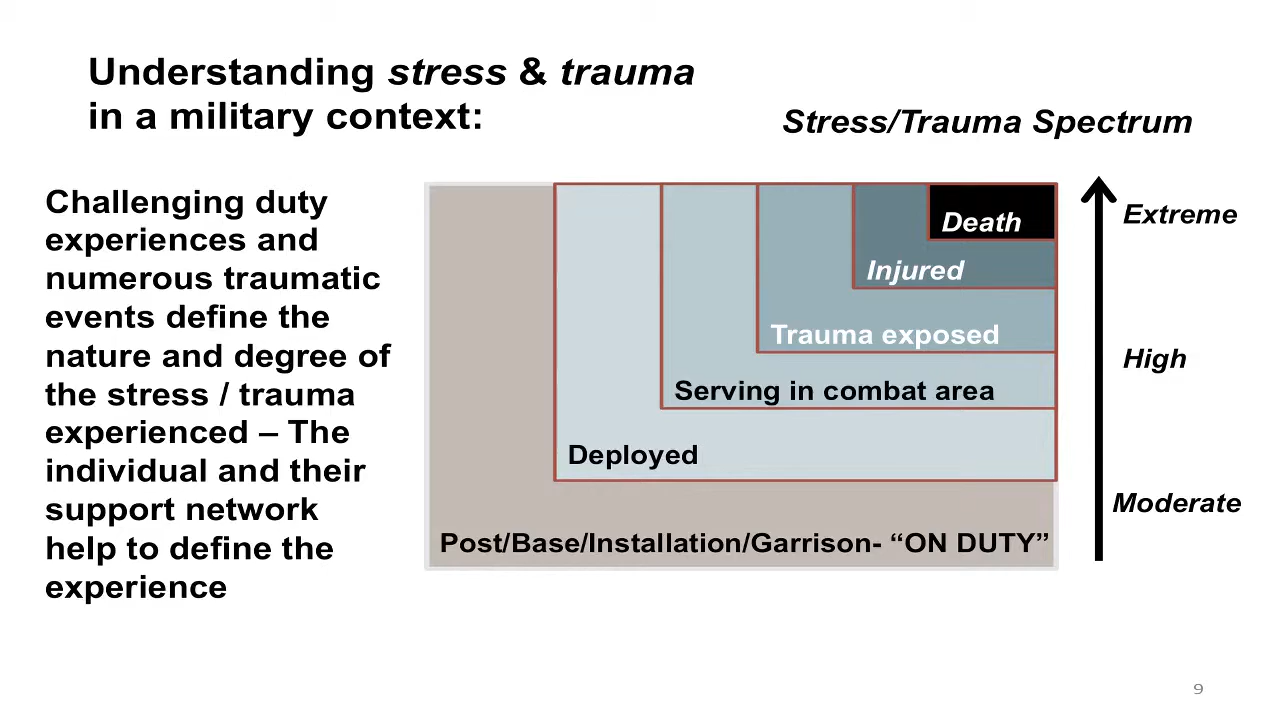 Understanding stress & trauma
in a military context:
Stress/Trauma Spectrum
Challenging duty
experiences and
numerous traumatic
events define the
nature and degree of
the stress / trauma
experienced – The
individual and their
support network
help to define the
experience
Death
Injured
Trauma exposed
Serving in combat area
Deployed
Post/Base/Installation/Garrison- “ON DUTY”
Extreme
High
Moderate
9